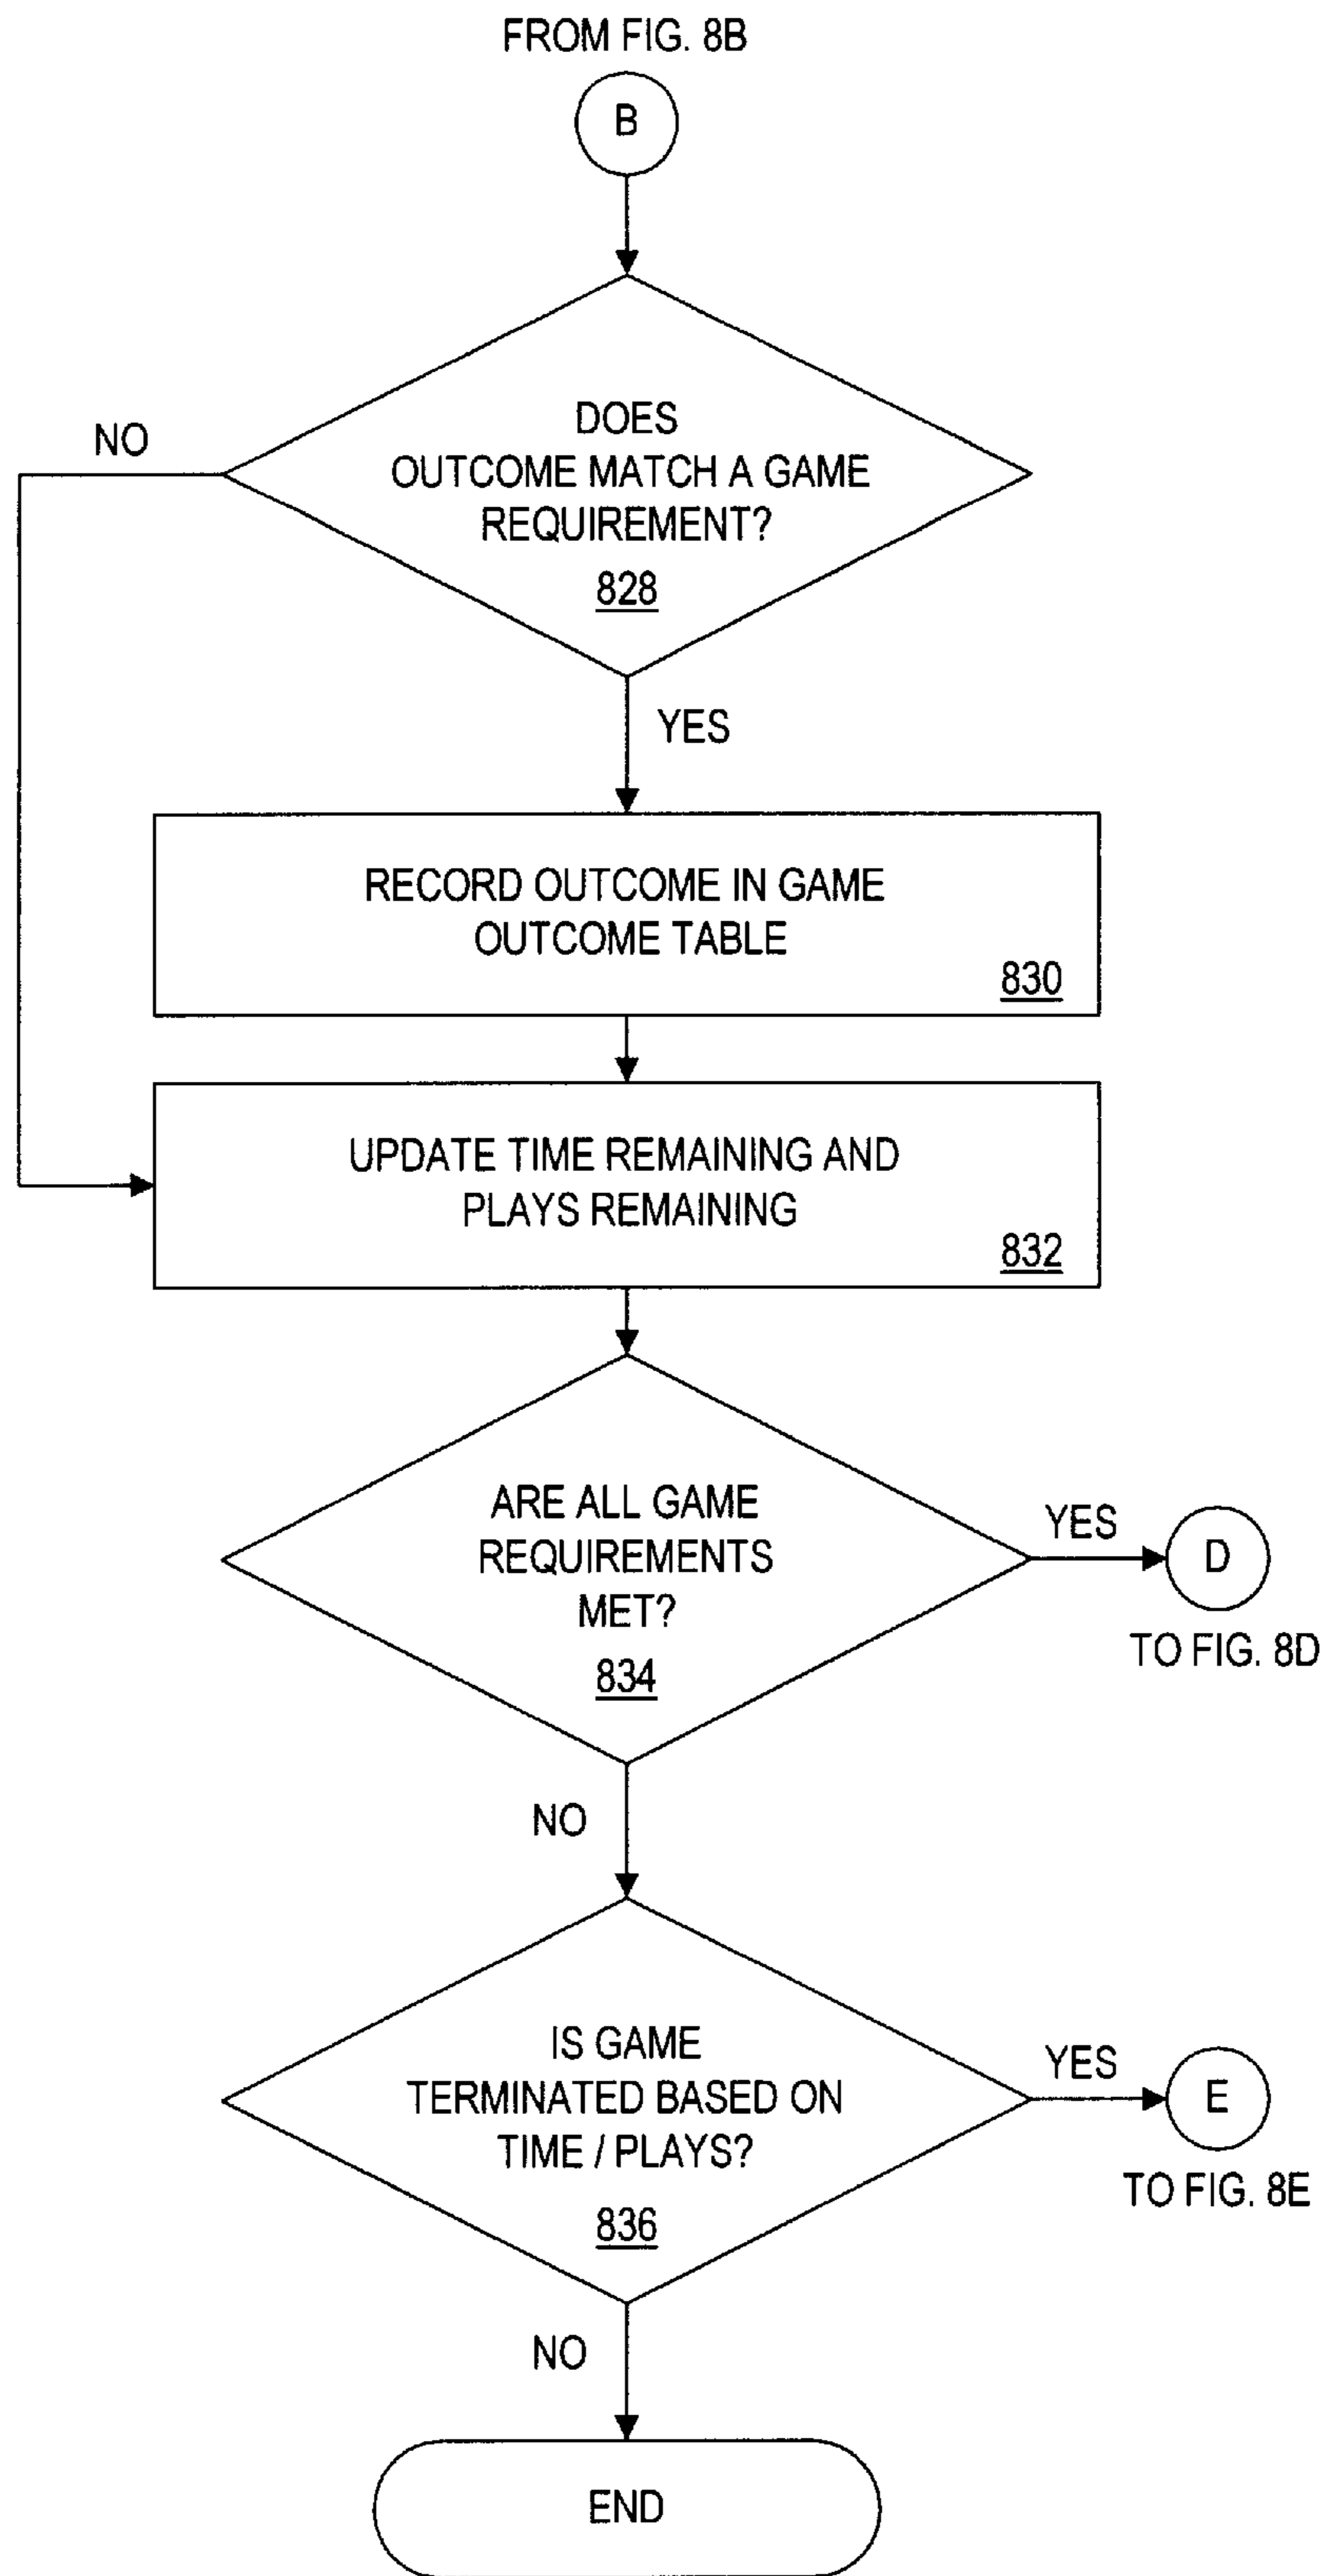 FROM FIG. 8B
B
DOES
OUTCOME MATCH A GAME
REQUIREMENT?
828
NO
YES
RECORD OUTCOME IN GAME
OUTCOME TABLE
830
UPDATE TIME REMAINING AND
PLAYS REMAINING
832
ARE ALL GAME
REQUIREMENTS
MET?
834
YES
D
TO FIG. 8D
NO
IS GAME
TERMINATED BASED ON
TIME / PLAYS?
836
YES
E
TO FIG. 8E
NO
END